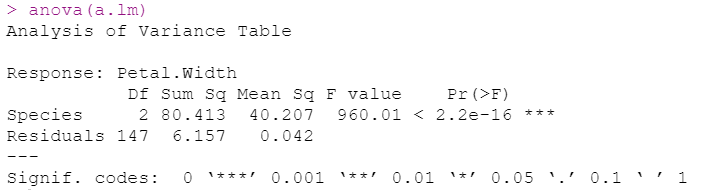 > anova(a.lm)
Analysis of Variance Table

Response: Petal.Width
           Df Sum Sq Mean Sq F value    Pr(>F)
Species     2 80.413  40.207  960.01 < 2.2e-16 ***
Residuals 147  6.157   0.042
---
Signif. codes:  0 ‘***’ 0.001 ‘**’ 0.01 ‘*’ 0.05 ‘.’ 0.1 ‘ ’ 1